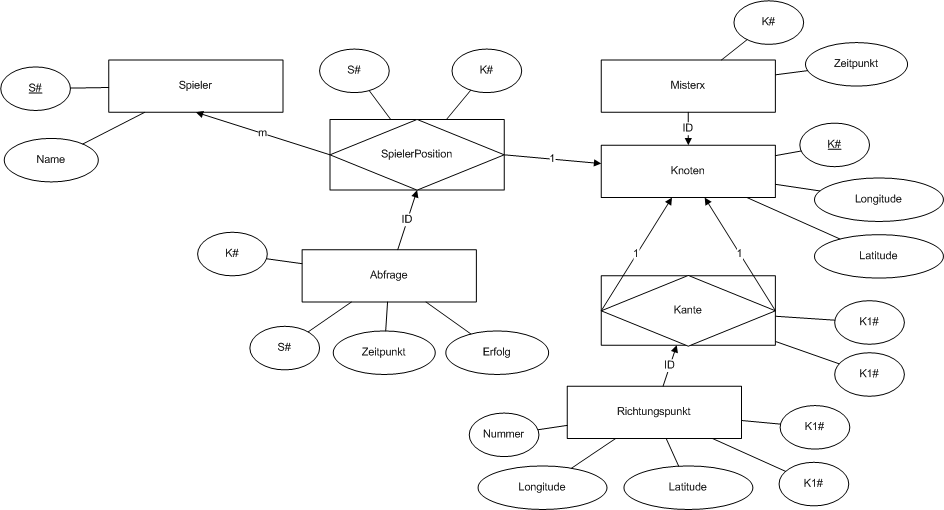 K#
S#
K#
Zeitpunkt
Spieler
Misterx
S#
ID
m
K#
SpielerPosition
1
Name
Knoten
Longitude
ID
K#
Latitude
1
1
Abfrage
Kante
K1#
S#
Zeitpunkt
Erfolg
ID
K1#
Richtungspunkt
K1#
Nummer
Longitude
Latitude
K1#